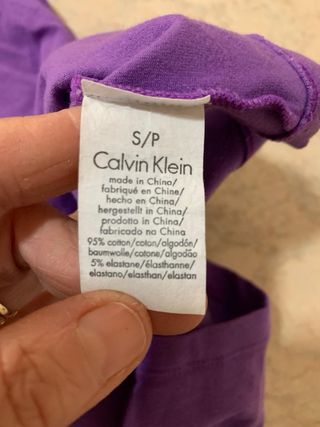 S/P
Calvin Klein
made in China/
fabriqué en Chine/
hecho en China/
hergestellt in China/
prodotto in China/
fabricado na China
95% cotton/coton/algodón/
baumwolle/cotone/algodão
5% elastane/élasthanne/
elastano/elasthan/elastan